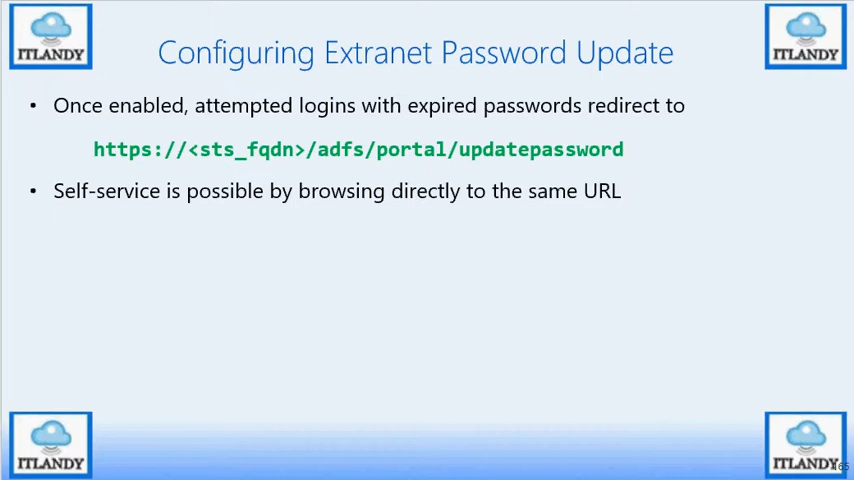 ITLANDY
ITLANDY
Configuring Extranet Password Update
• Once enabled, attempted logins with expired passwords redirect to
https://<sts_fqdn>/adfs/portal/updatepassword
• Self-service is possible by browsing directly to the same URL
ITLANDY
ITLANDY
465